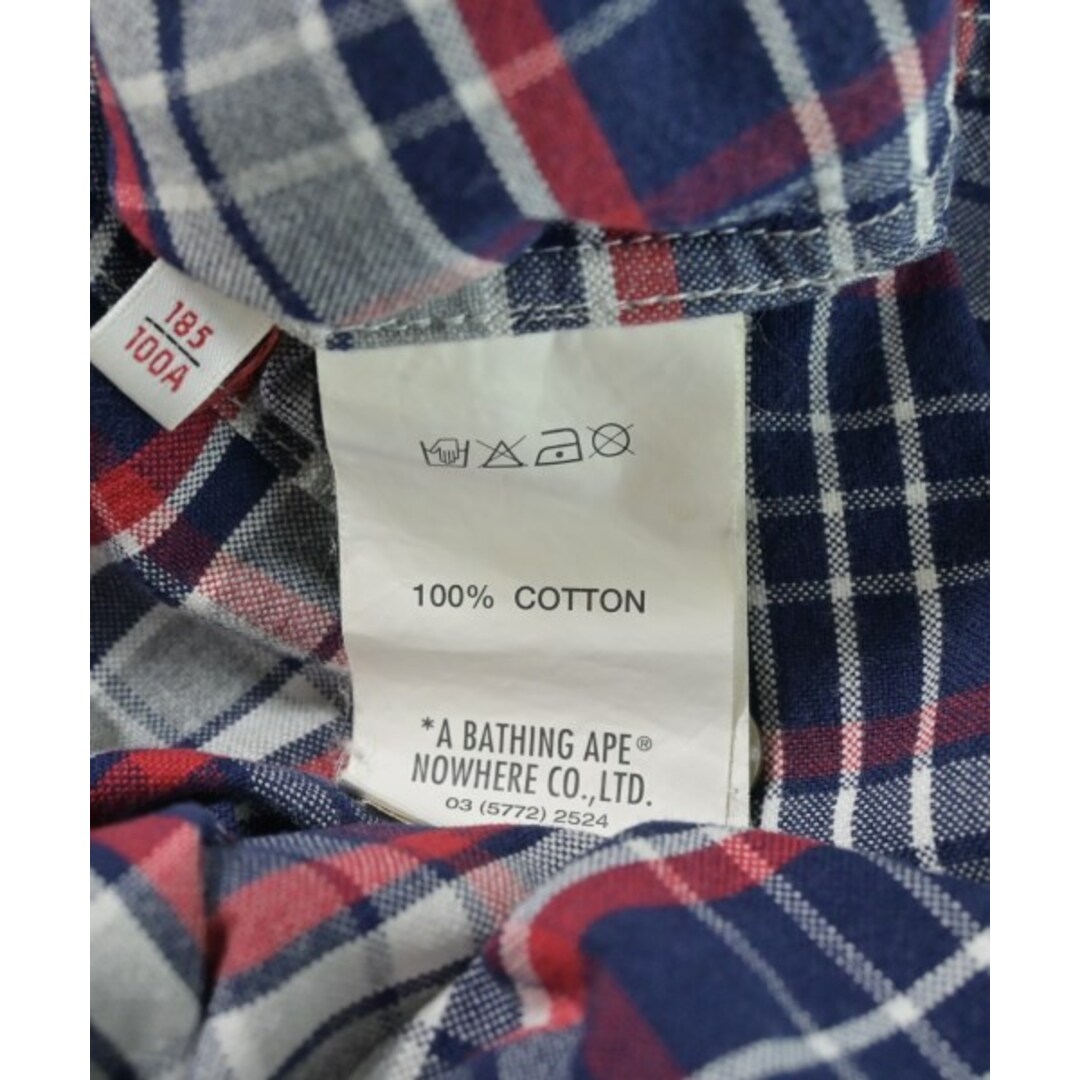 185
100A
100% COTTON
*A BATHING APE®
NOWHERE CO.,LTD.
03 (5772) 2524